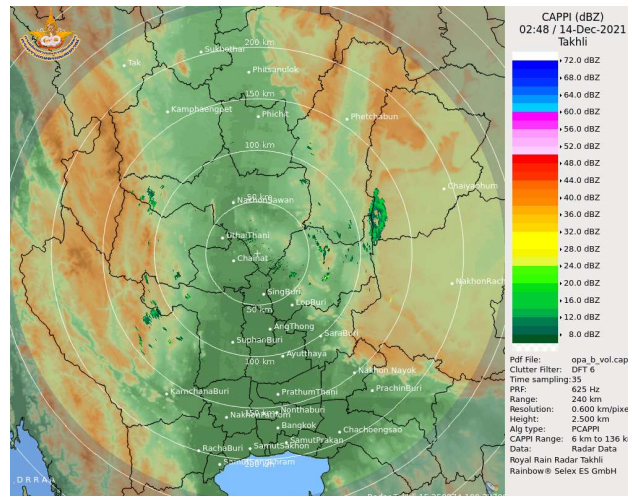 CAPPI (dBZ)
02:48 / 14-Dec-2021
Takhli
72.0 dBZ
68.0 dBZ
64.0 dBZ
60.0 dBZ
56.0 dBZ
52.0 dBZ
48.0 dBZ
44.0 dBZ
40.0 dBZ
36.0 dBZ
32.0 dBZ
28.0 dBZ
24.0 dBZ
20.0 dBZ
16.0 dBZ
12.0 dBZ
8.0 dBZ
Pdf File: opa_b_vol.cap
Clutter Filter: DFT 6
Time sampling:35
PRF: 625 Hz
Range: 240 km
Resolution: 0.600 km/pixe
Height: 2.500 km
Alg type: PCAPPI
CAPPI Range: 6 km to 136 k
Data: Radar Data
Royal Rain Radar Takhli
Rainbow® Selex ES GmbH
Sukhothai
200 km
Tak
Phitsanulok
150 km
Kamphaengpet
Phichit
Phetchabun
100 km
Chaiyaphum
50 km
NakhonSawan
UthaiThani
Chainat
NakhonRach
SingBuri
50 km
LopBuri
AngThong
SaraBuri
SuphanBuri
Ayutthaya
100 km
Nakhon Nayok
KarnchanaBuri
PrathumThani
PrachinBuri
150 km
Nonthaburi
NakhonPathom
Bangkok
Chachoengsao
SamutPrakan
RachaBuri
SamutSakhon
SamutSongkhram
200 km
D R R A A